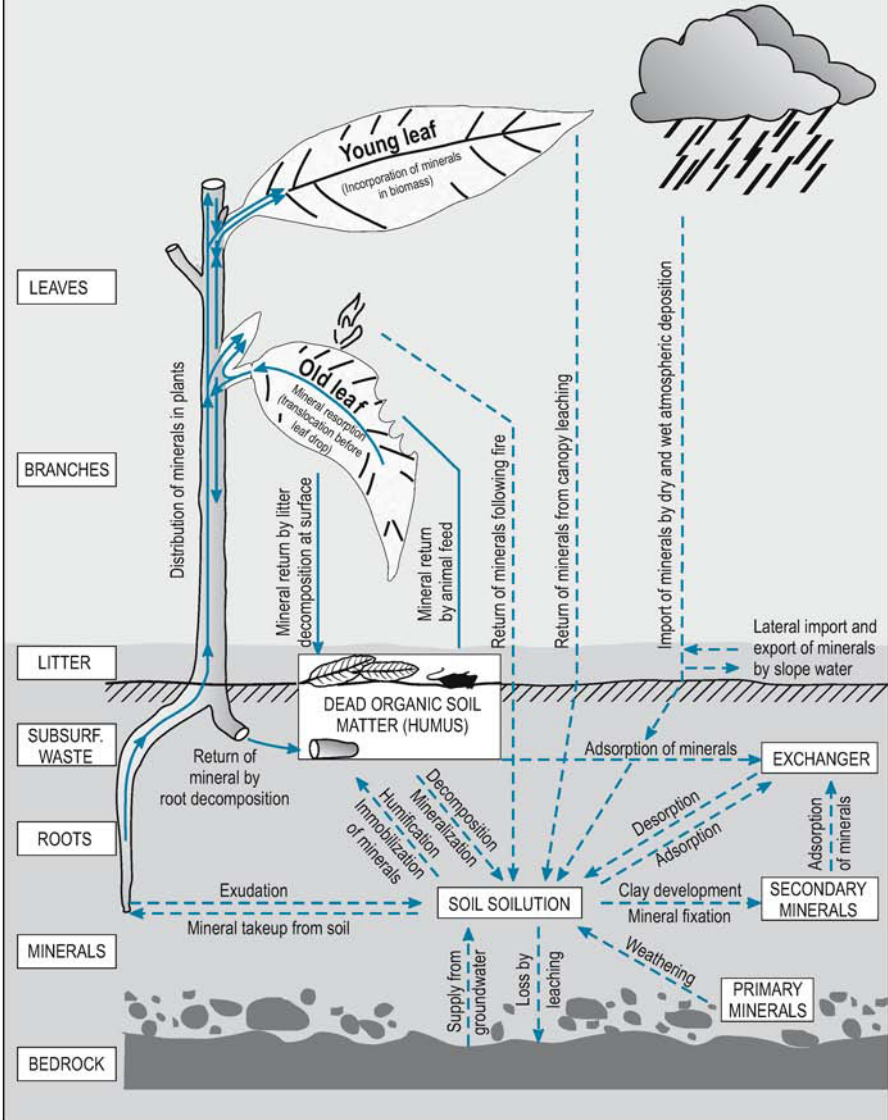 Young leaf
(Incorporation of minerals
in biomass)
LEAVES
Old leaf
Mineral resorption
(translocation before
leaf drop)
BRANCHES
Distribution of minerals in plants
Mineral return by litter
decomposition at surface
Mineral return
by animal feed
Return of minerals following fire
Return of minerals from canopy leaching
Import of minerals by dry and wet atmospheric deposition
Lateral import and
export of minerals
by slope water
LITTER
DEAD ORGANIC SOIL
MATTER (HUMUS)
SUBSURF.
WASTE
Return of
mineral by
root decomposition
Adsorption of minerals
EXCHANGER
Decomposition
Mineralization
Humification
Immobilization
of minerals
Desorption
Adsorption
Adsorption
of minerals
ROOTS
Exudation
Mineral takeup from soil
SOIL SOILUTION
Clay development
Mineral fixation
SECONDARY
MINERALS
MINERALS
Supply from
groundwater
Loss by
leaching
Weathering
PRIMARY
MINERALS
BEDROCK